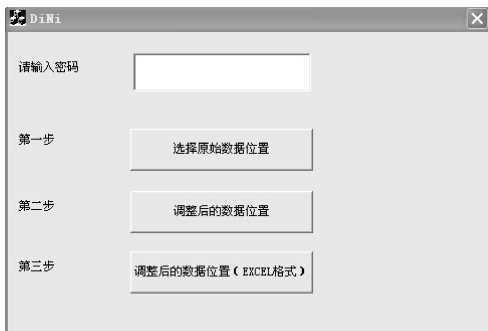 DiNi
请输入密码
第一步
选择原始数据位置
第二步
调整后的数据位置
第三步
调整后的数据位置(EXCEL格式)